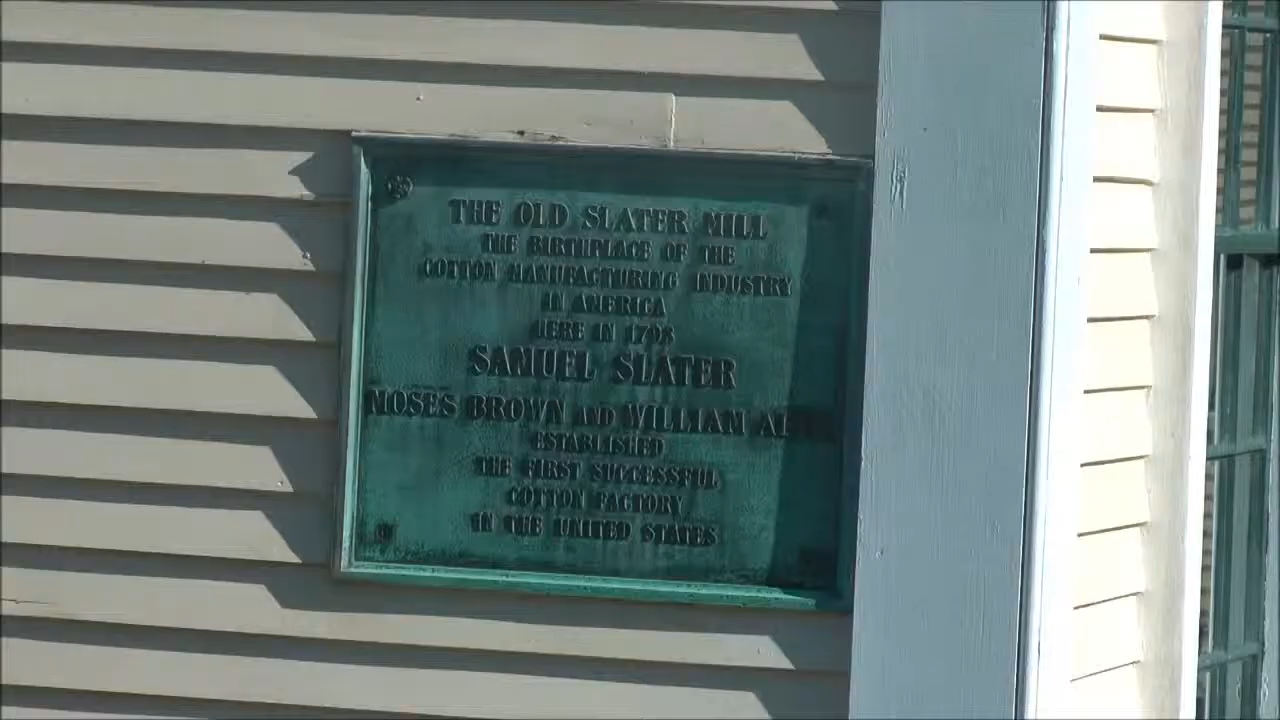 THE OLD SLATER MILL
THE BIRTHPLACE OF THE
COTTON MANUFACTURING INDUSTRY
IN AMERICA
HERE IN 1793
SAMUEL SLATER
MOSES BROWN AND WILLIAM
ESTABLISHED
THE FIRST SUCCESSFUL
COTTON FACTORY
IN THE UNITED STATES